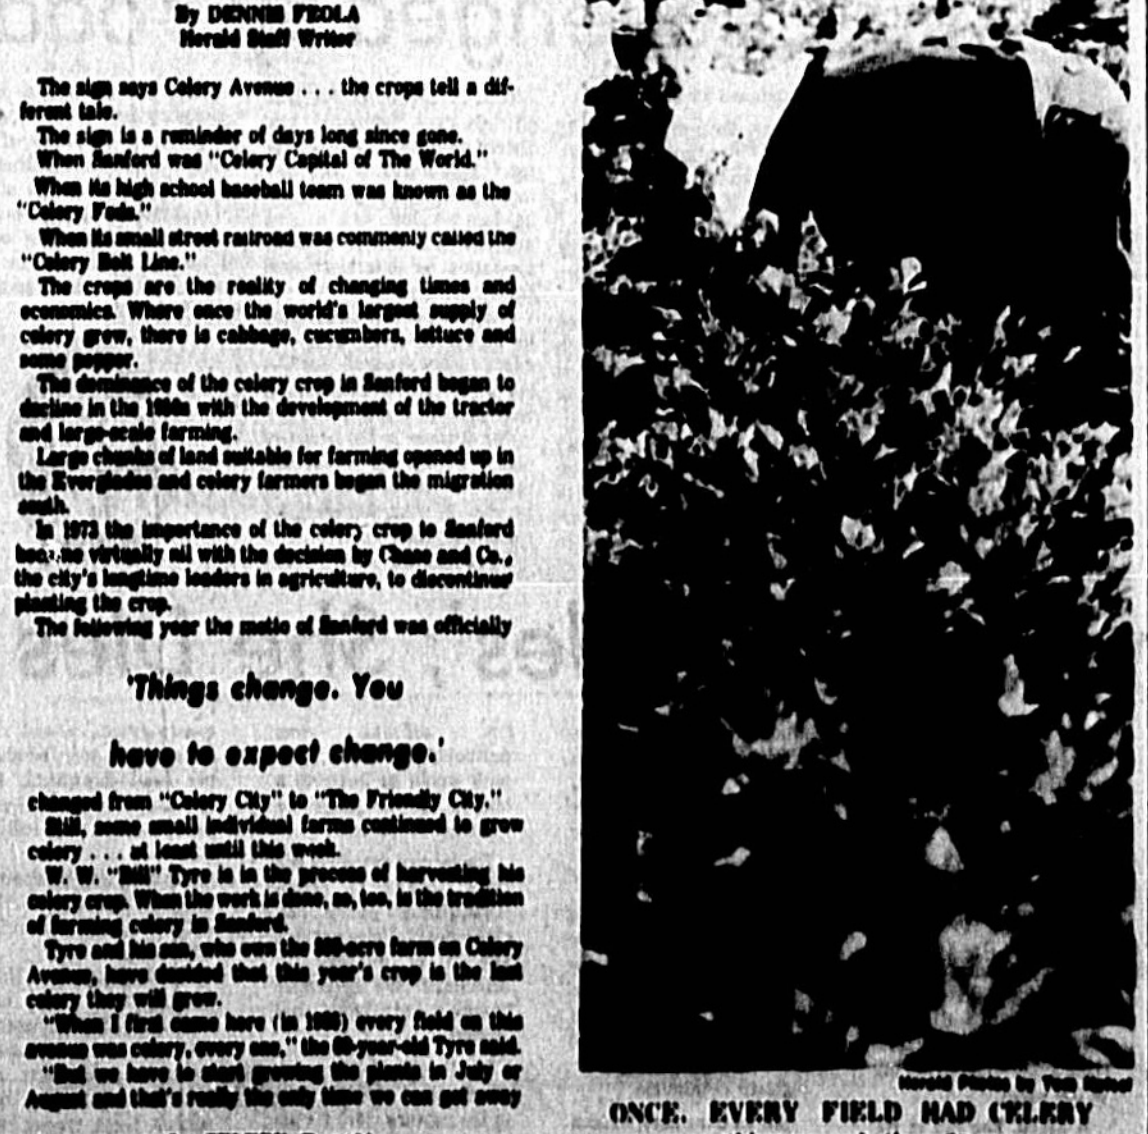 By DENNIS FEOLA
Herald Staff Writer
The sign says Celery Avenue . . . the crops tell a dif-
ferent tale.
The sign is a reminder of days long since gone.
When Sanford was "Celery Capital of The World."
When its high school baseball team was known as the
"Celery Feds."
When its small street railroad was commonly called the
"Celery Belt Line."
The crops are the reality of changing times and
economics. Where once the world's largest supply of
celery grew, there is cabbage, cucumbers, lettuce and
some pepper.
The dominance of the celery crop in Sanford began to
decline in the with the development of the tractor
and large-scale farming.
Large chunks of land suitable for farming opened up in
the Everglades and celery farmers began the migration
south.
In 1973 the importance of the celery crop to Sanford
virtually nil with the decision by Chase and Co.,
the city's longtime leaders in agriculture, to discontinue
planting the crop.
The following year the motto of Sanford was officially
'Things change. You
have to expect change.'
changed from "Celery City" to "The Friendly City."
Still, some small individual farms continued to grow
celery . . . at least until this week.
W. W. "Bill" Tyre is in the process of harvesting his
celery crop. When the work is done, so, too, is the tradition
of farming celery in Sanford.
Tyre and his son, who own the farm on Celery
Avenue, have decided that this year's crop is the last
celery they will grow.
"When I first came here (in every field on this
avenue was celery, every one," the Tyre said.
"But we have to start growing the plants in July or
August and that's really the only time we can get away
Herald Photos by Tom
ONCE, EVERY FIELD HAD CELERY